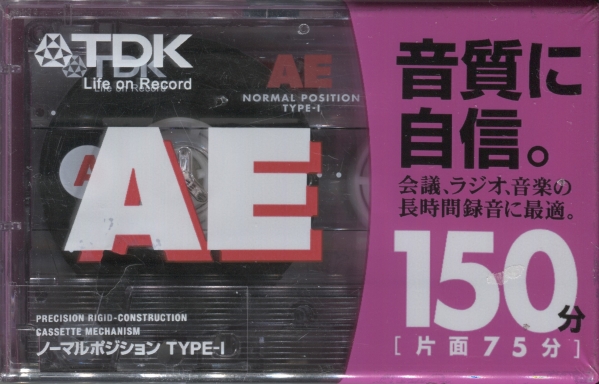 TDK
Life on Record
AE
NORMAL POSITION
TYPE-I
AE
PRECISION RIGID-CONSTRUCTION
CASSETTE MECHANISM
ノーマルポジション TYPE-I
音質に
自信。
会議、ラジオ、音楽の
長時間録音に最適。
150分
[片面75分]